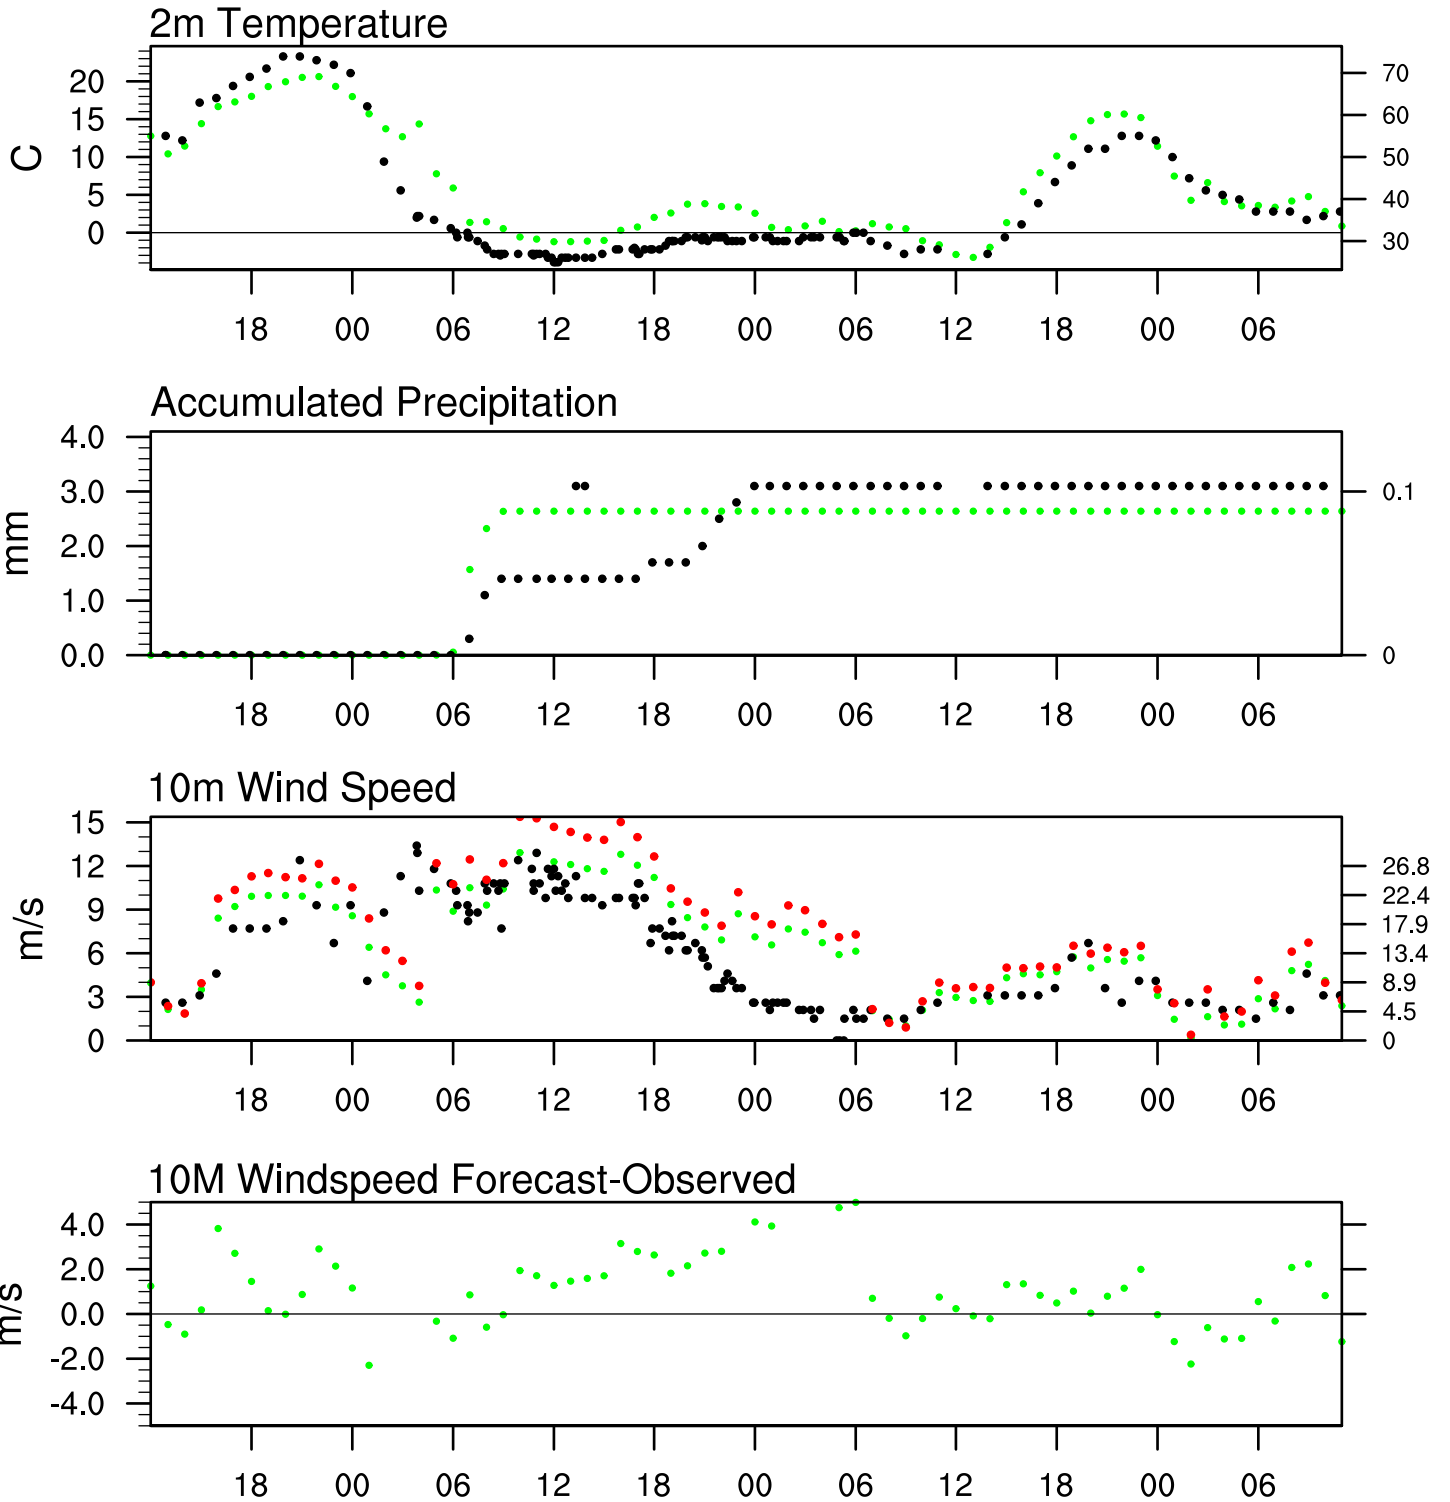 2m Temperature
C
20
15
10
5
0
70
60
50
40
30
18 00 06 12 18 00 06 12 18 00 06
Accumulated Precipitation
mm
4.0
3.0
2.0
1.0
0.0
0.1
0
18 00 06 12 18 00 06 12 18 00 06
10m Wind Speed
m/s
15
12
9
6
3
0
26.8
22.4
17.9
13.4
8.9
4.5
0
18 00 06 12 18 00 06 12 18 00 06
10M Windspeed Forecast-Observed
m/s
4.0
2.0
0.0
-2.0
-4.0
18 00 06 12 18 00 06 12 18 00 06